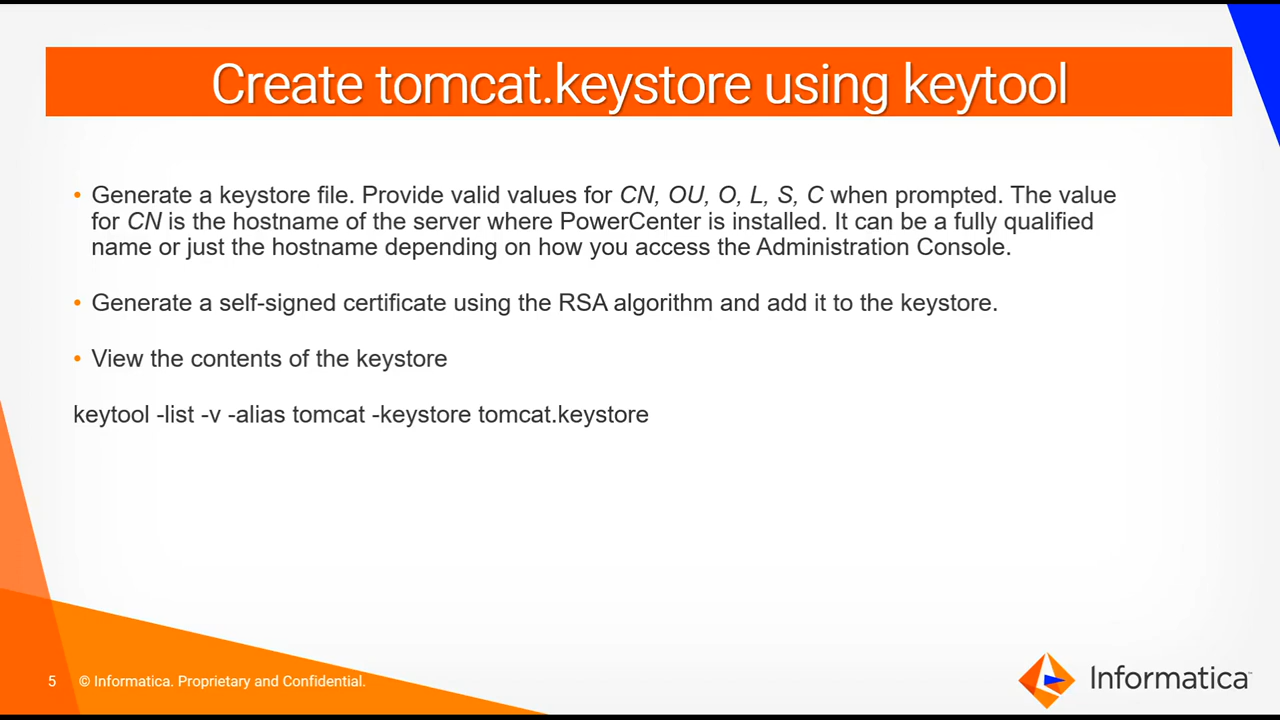 Create tomcat.keystore using keytool
• Generate a keystore file. Provide valid values for CN, OU, O, L, S, C when prompted. The value
for CN is the hostname of the server where PowerCenter is installed. It can be a fully qualified
name or just the hostname depending on how you access the Administration Console.
• Generate a self-signed certificate using the RSA algorithm and add it to the keystore.
• View the contents of the keystore
keytool -list -v -alias tomcat -keystore tomcat.keystore
5 © Informatica. Proprietary and Confidential.
Informatica